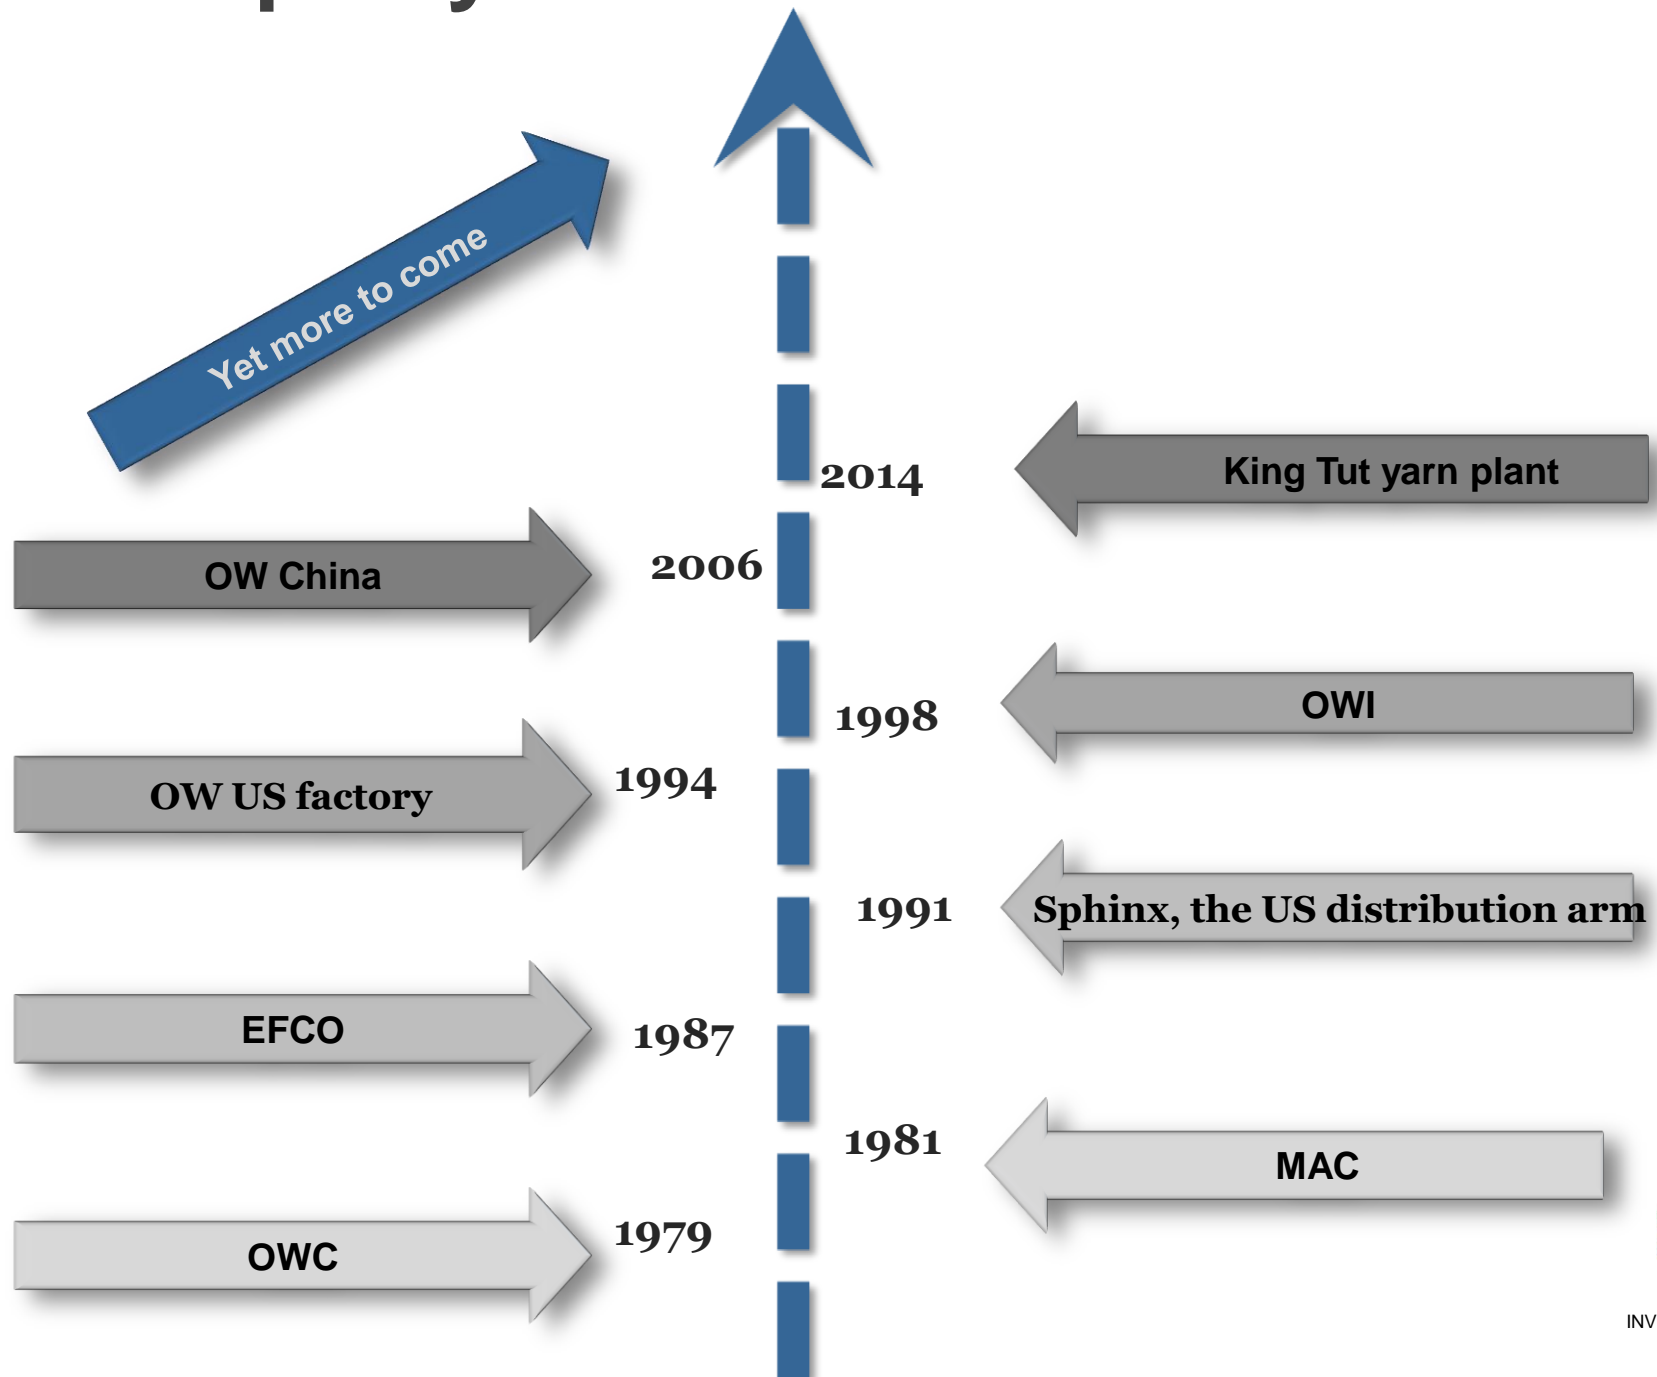 Yet more to come
2014
King Tut yarn plant
OW China
2006
1998
OWI
OW US factory
1994
1991
Sphinx, the US distribution arm
EFCO
1987
1981
MAC
OWC
1979
INV